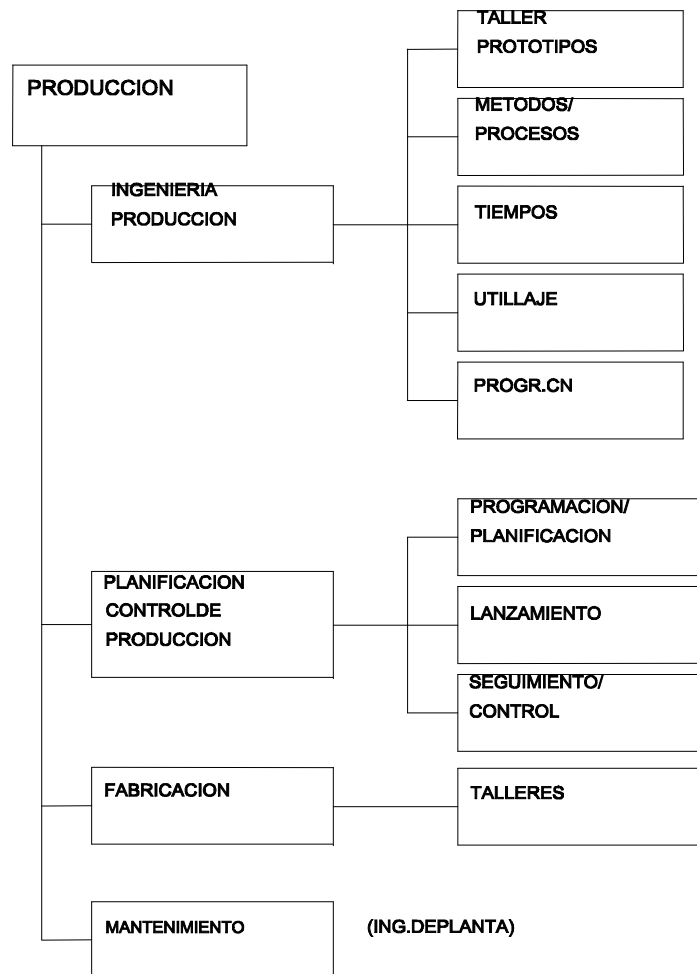 PRODUCCION
INGENIERIA
PRODUCCION
TALLER
PROTOTIPOS
METODOS/
PROCESOS
TIEMPOS
UTILLAJE
PROGR.CN
PLANIFICACION
CONTROLDE
PRODUCCION
PROGRAMACION/
PLANIFICACION
LANZAMIENTO
SEGUIMIENTO/
CONTROL
FABRICACION
TALLERES
MANTENIMIENTO (ING.DEPLANTA)